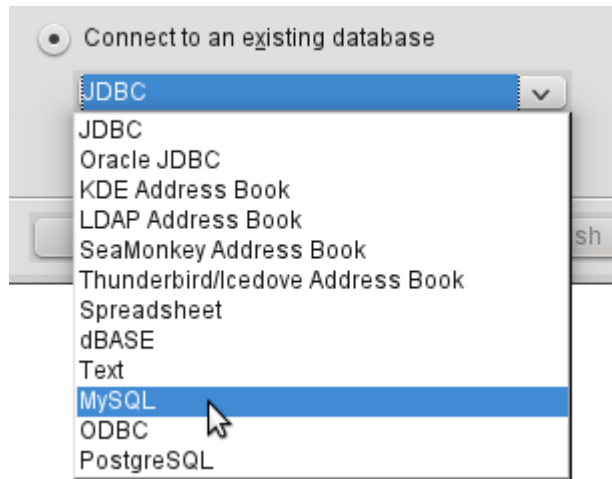 Connect to an existing database
JDBC
JDBC
Oracle JDBC
KDE Address Book
LDAP Address Book
SeaMonkey Address Book
Thunderbird/Icedove Address Book
sh
Spreadsheet
dBASE
Text
MySQL
ODBC
PostgreSQL